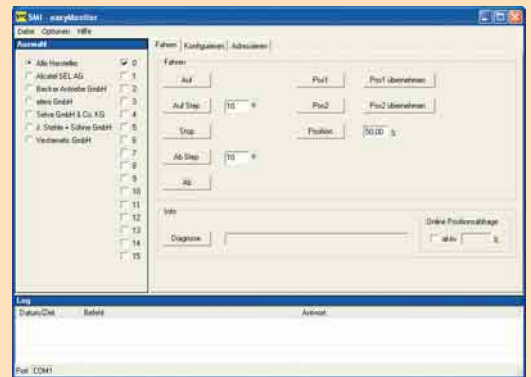 SMI - easyMonitor
Datei Optionen Hilfe
Auswahl
Alle Hersteller
Alcatel SEL AG
Becker Antriebe GmbH
elero GmbH
Selve GmbH & Co. KG
J. Stehle + Söhne GmbH
Vestamatic GmbH
0
1
2
3
4
5
6
7
8
9
10
11
12
13
14
15
Fahren Konfigurieren Adressieren
Fahren
Auf Pos1 Pos1 übernehmen
Auf Step 10 ° Pos2 Pos2 übernehmen
Stop Position 50,00 %
Ab Step 10 °
Ab
Info
Diagnose
Online Positionsabfrage
aktiv %
Log
Datum/Zeit Befehl Antwort
Port COM1